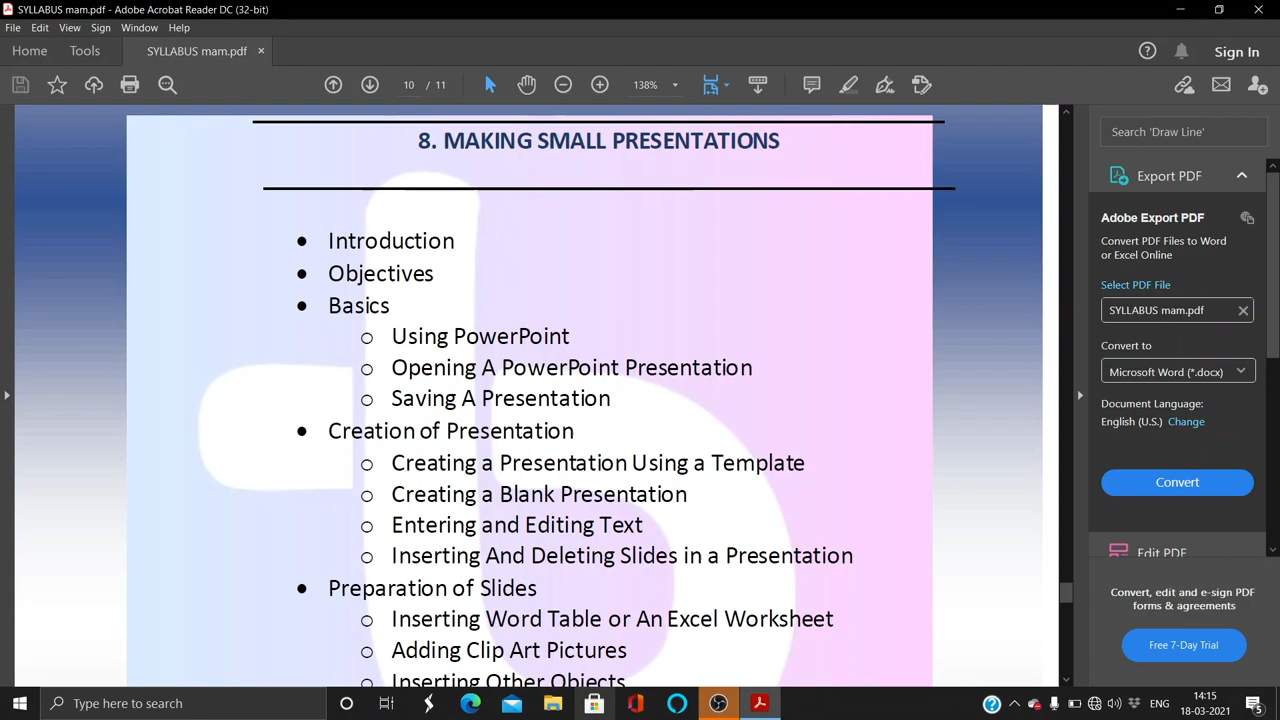 SYLLABUS mam.pdf - Adobe Acrobat Reader DC (32-bit)
File Edit View Sign Window Help
Home Tools SYLLABUS mam.pdf × Sign In
10 / 11 138%
8. MAKING SMALL PRESENTATIONS
• Introduction
• Objectives
• Basics
o Using PowerPoint
o Opening A PowerPoint Presentation
o Saving A Presentation
• Creation of Presentation
o Creating a Presentation Using a Template
o Creating a Blank Presentation
o Entering and Editing Text
o Inserting And Deleting Slides in a Presentation
• Preparation of Slides
o Inserting Word Table or An Excel Worksheet
o Adding Clip Art Pictures
o Inserting Other Objects
Search 'Draw Line'
Export PDF
Adobe Export PDF
Convert PDF Files to Word
or Excel Online
Select PDF File
SYLLABUS mam.pdf
Convert to
Microsoft Word (*.docx)
Document Language:
English (U.S.) Change
Convert
Edit PDF
Convert, edit and e-sign PDF
forms & agreements
Free 7-Day Trial
Type here to search
ENG
14:15
18-03-2021
5